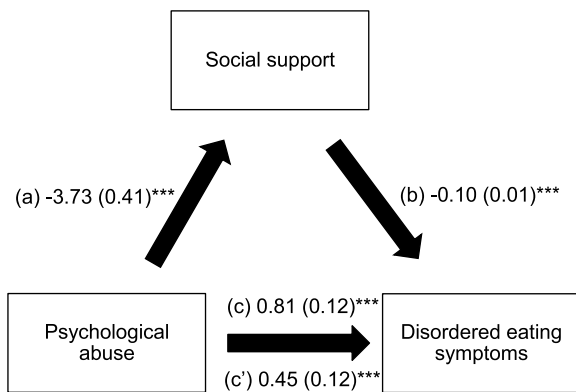 Social support
(a) -3.73 (0.41)***
(b) -0.10 (0.01)***
Psychological
abuse
(c) 0.81 (0.12)***
(c’) 0.45 (0.12)***
Disordered eating
symptoms